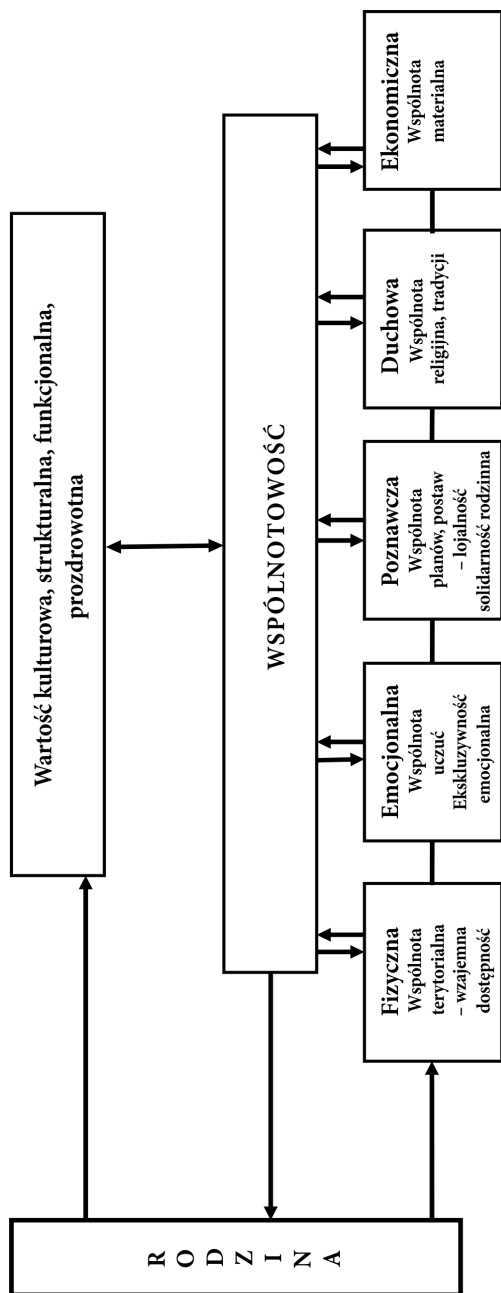 R
O
D
Z
I
N
A
Wartość kulturowa, strukturalna, funkcjonalna,
prozdrowotna
WSPÓLNOTOWOŚĆ
Fizyczna
Wspólnota
terytorialna
– wzajemna
dostępność
Emocjonalna
Wspólnota
uczuć
Ekskluzywność
emocjonalna
Poznawcza
Wspólnota
planów, postaw
– lojalność
solidarność rodzinna
Duchowa
Wspólnota
religijna, tradycji
Ekonomiczna
Wspólnota
materialna